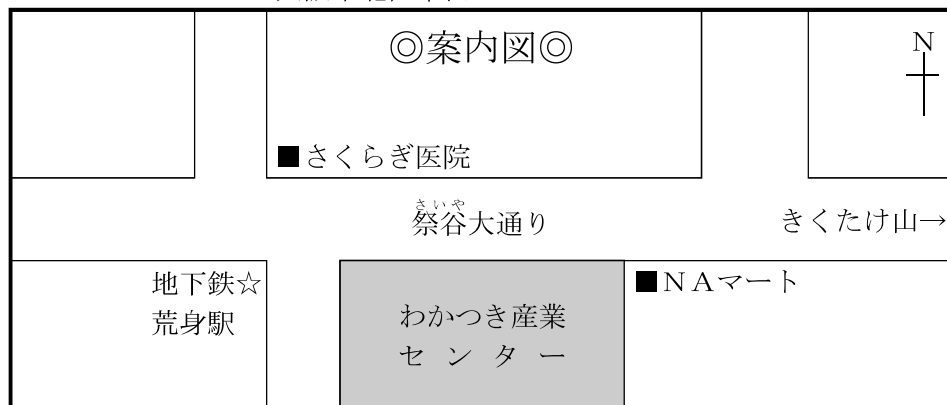 ◎案内図◎
N
■さくらぎ医院
さいや
祭谷大通り
きくたけ山→
地下鉄☆
荒身駅
わかつき産業
センター
■NAマート